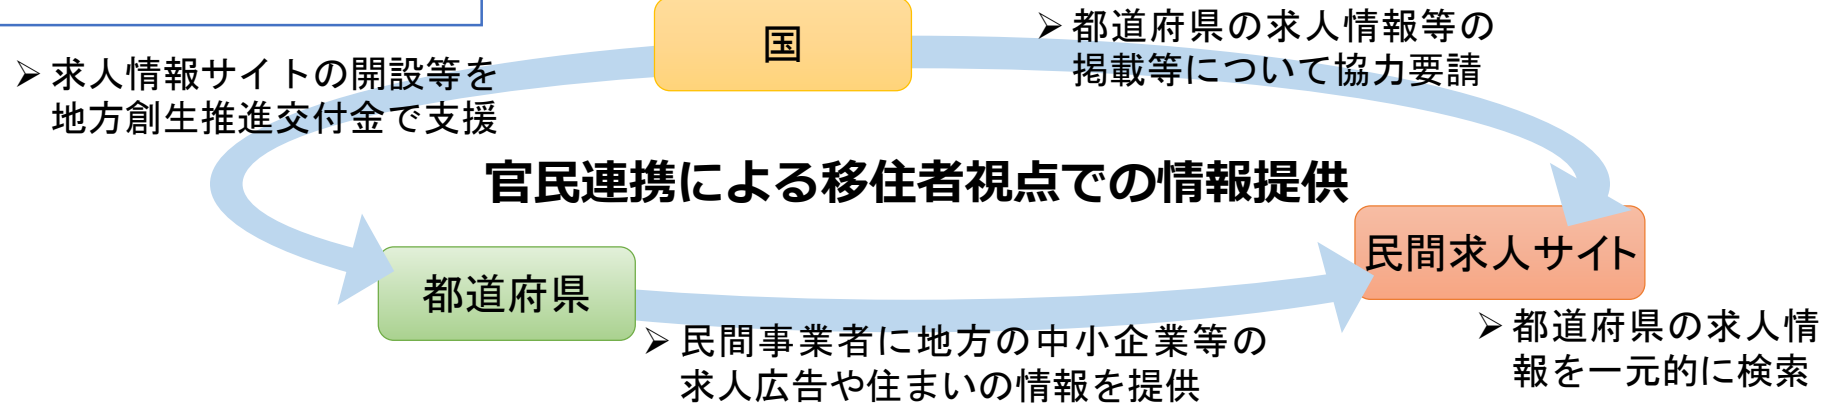 国
➢ 都道府県の求人情報等の
掲載等について協力要請
➢ 求人情報サイトの開設等を
地方創生推進交付金で支援
官民連携による移住者視点での情報提供
民間求人サイト
都道府県
➢ 民間事業者に地方の中小企業等の
求人広告や住まいの情報を提供
➢ 都道府県の求人情
報を一元的に検索